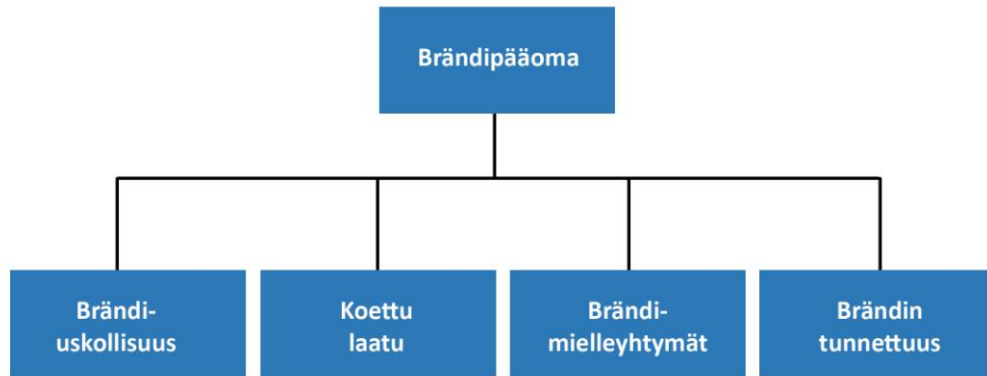 Brändipääoma
Brändi-
uskollisuus
Koettu
laatu
Brändi-
mielleyhtymät
Brändin
tunnettuus